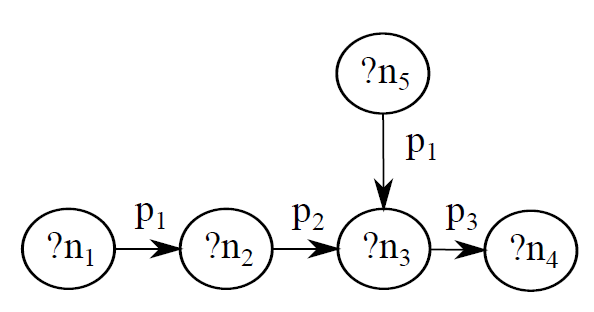 ?n₅
p₁
p₁ p₂ p₃
?n₁ ?n₂ ?n₃ ?n₄